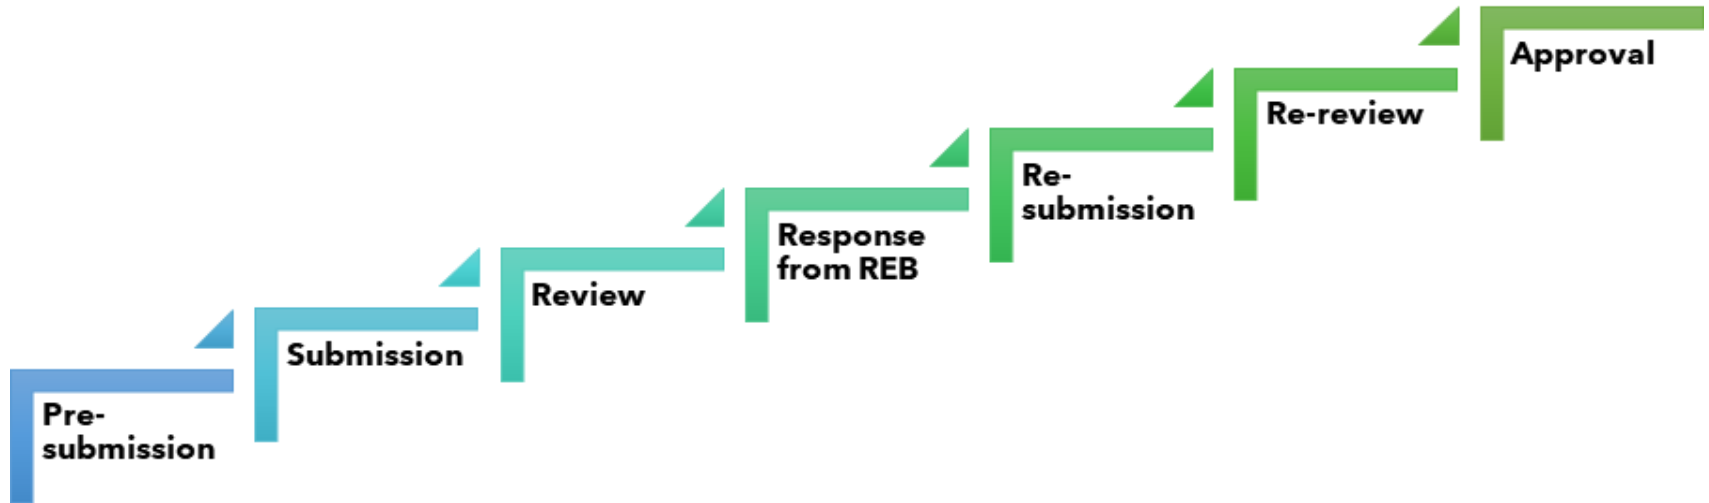 Pre-
submission
Submission
Review
Response
from REB
Re-
submission
Re-review
Approval